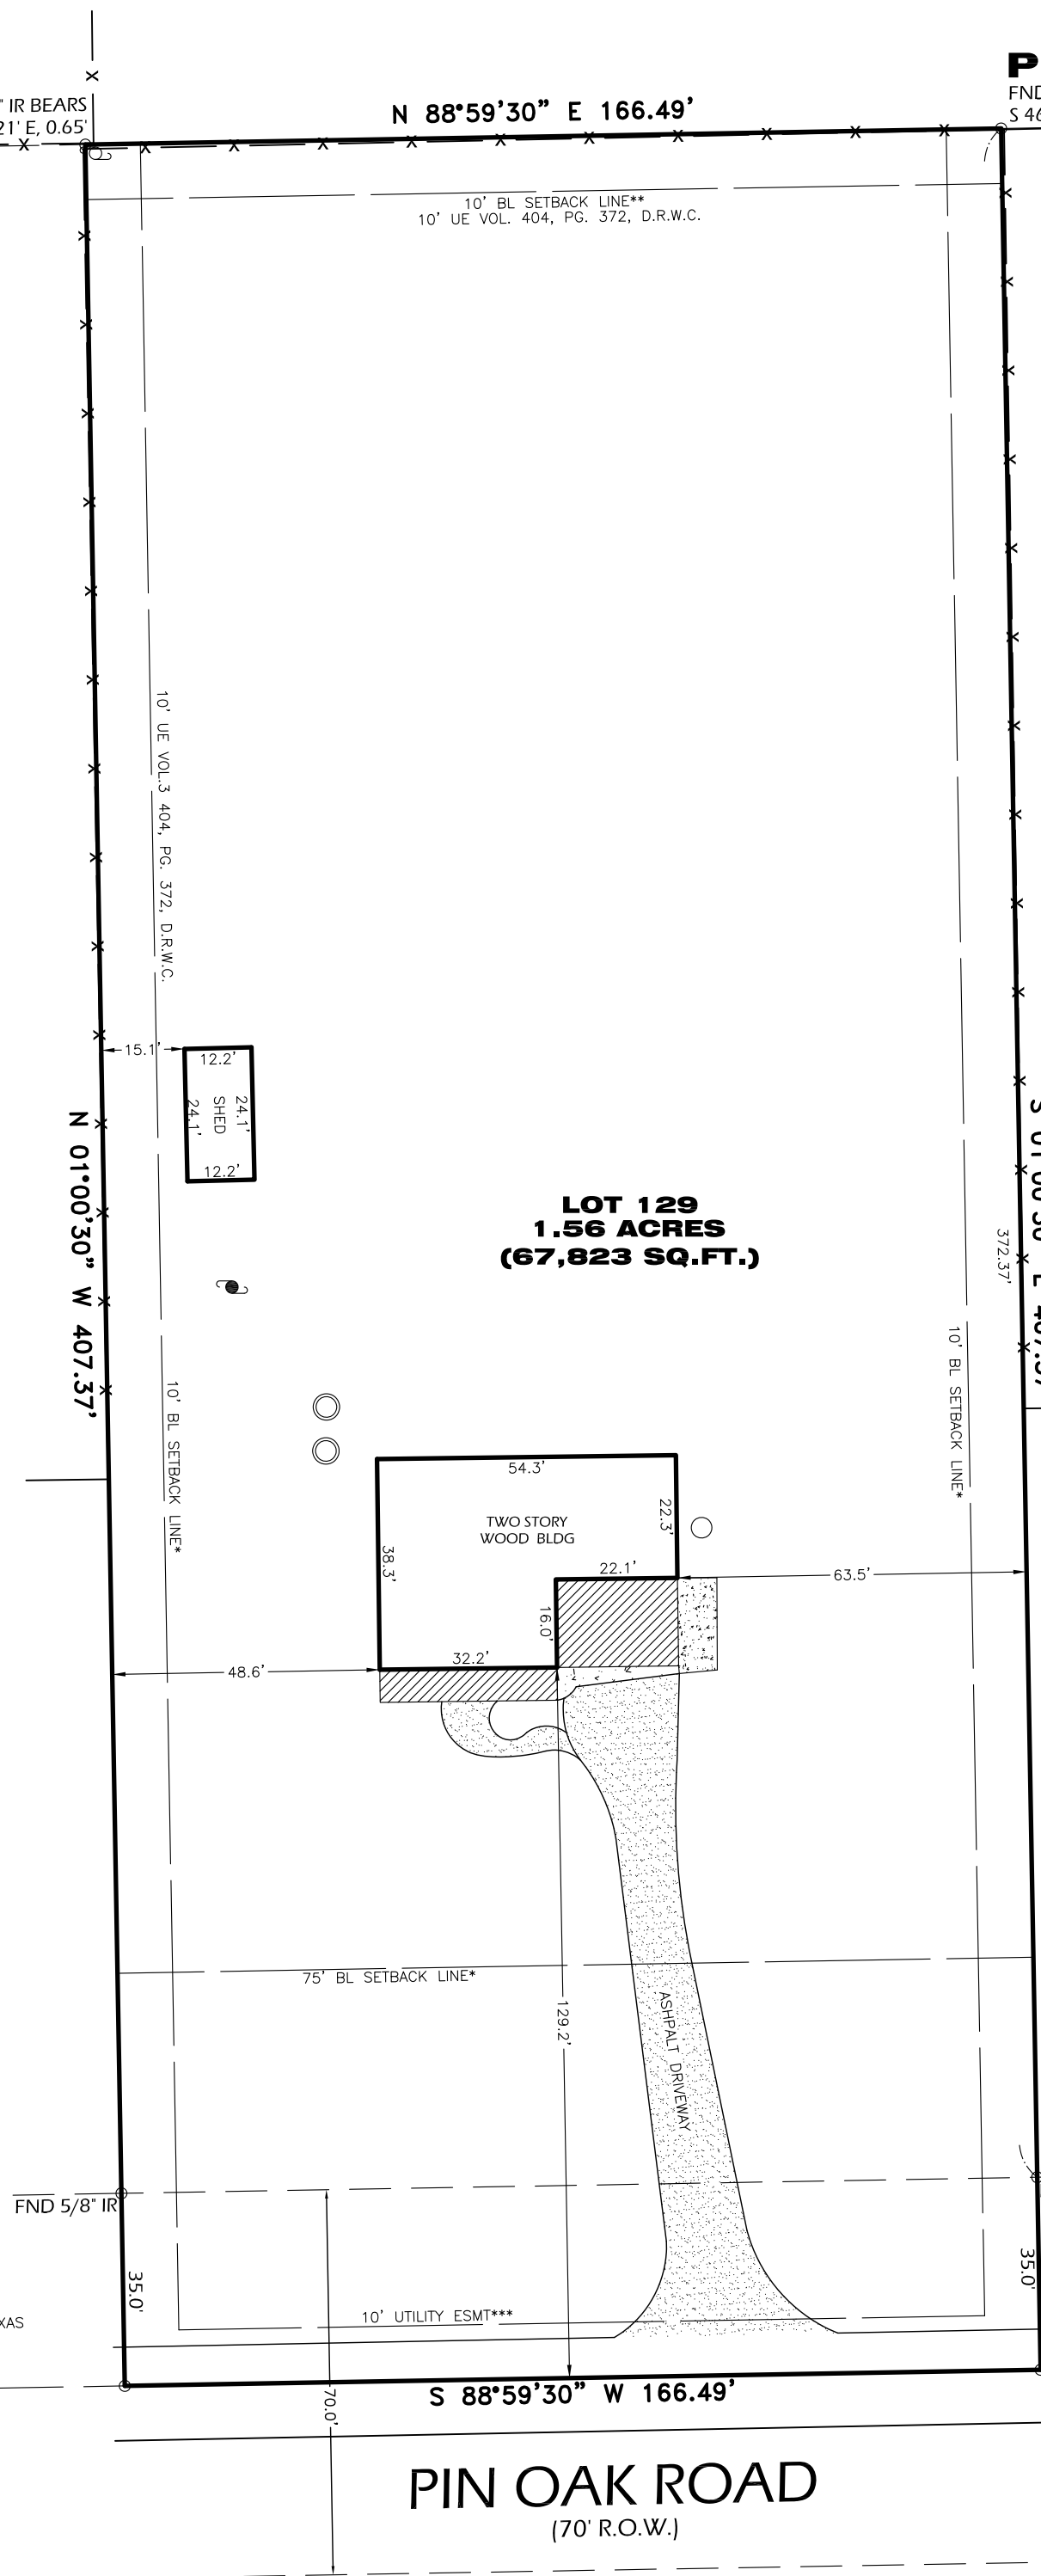 P
" IR BEARS
21' E, 0.65'
N 88°59'30" E 166.49'
FND
S 46
10' BL SETBACK LINE**
10' UE VOL. 404, PG. 372, D.R.W.C.
10' UE VOL.3 404, PG. 372, D.R.W.C.
15.1'
12.2'
24.1'
SHED
24.1'
12.2'
N 01°00'30" W 407.37'
LOT 129
1.56 ACRES
(67,823 SQ.FT.)
372.37'
S 01°00'30" E 407.37'
10' BL SETBACK LINE*
10' BL SETBACK LINE*
54.3'
TWO STORY
WOOD BLDG
22.3'
38.3'
22.1'
63.5'
16.0'
32.2'
48.6'
75' BL SETBACK LINE*
129.2'
ASHPALT DRIVEWAY
FND 5/8" IR
35.0'
35.0'
XAS
10' UTILITY ESMT***
S 88°59'30" W 166.49'
70.0'
PIN OAK ROAD
(70' R.O.W.)